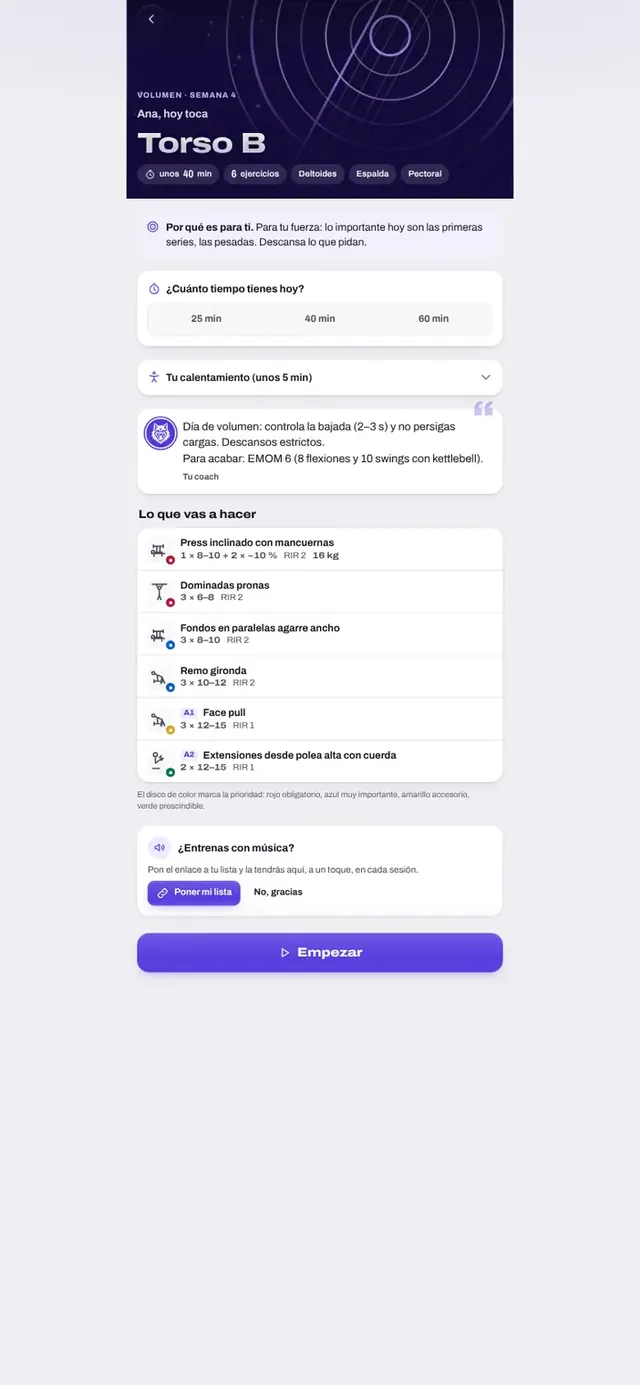 VOLUMEN · SEMANA 4
Ana, hoy toca
Torso B
unos 40 min
6 ejercicios
Deltoides
Espalda
Pectoral
Por qué es para ti. Para tu fuerza: lo importante hoy son las primeras
series, las pesadas. Descansa lo que pidan.
¿Cuánto tiempo tienes hoy?
25 min
40 min
60 min
Tu calentamiento (unos 5 min)
Día de volumen: controla la bajada (2–3 s) y no persigas
cargas. Descansos estrictos.
Para acabar: EMOM 6 (8 flexiones y 10 swings con kettlebell).
Tu coach
Lo que vas a hacer
Press inclinado con mancuernas
1 × 8–10 + 2 × −10 % RIR 2 16 kg
Dominadas pronas
3 × 6–8 RIR 2
Fondos en paralelas agarre ancho
3 × 8–10 RIR 2
Remo gironda
3 × 10–12 RIR 2
A1 Face pull
3 × 12–15 RIR 1
A2 Extensiones desde polea alta con cuerda
2 × 12–15 RIR 1
El disco de color marca la prioridad: rojo obligatorio, azul muy importante, amarillo accesorio,
verde prescindible.
¿Entrenas con música?
Pon el enlace a tu lista y la tendrás aquí, a un toque, en cada sesión.
Poner mi lista
No, gracias
Empezar